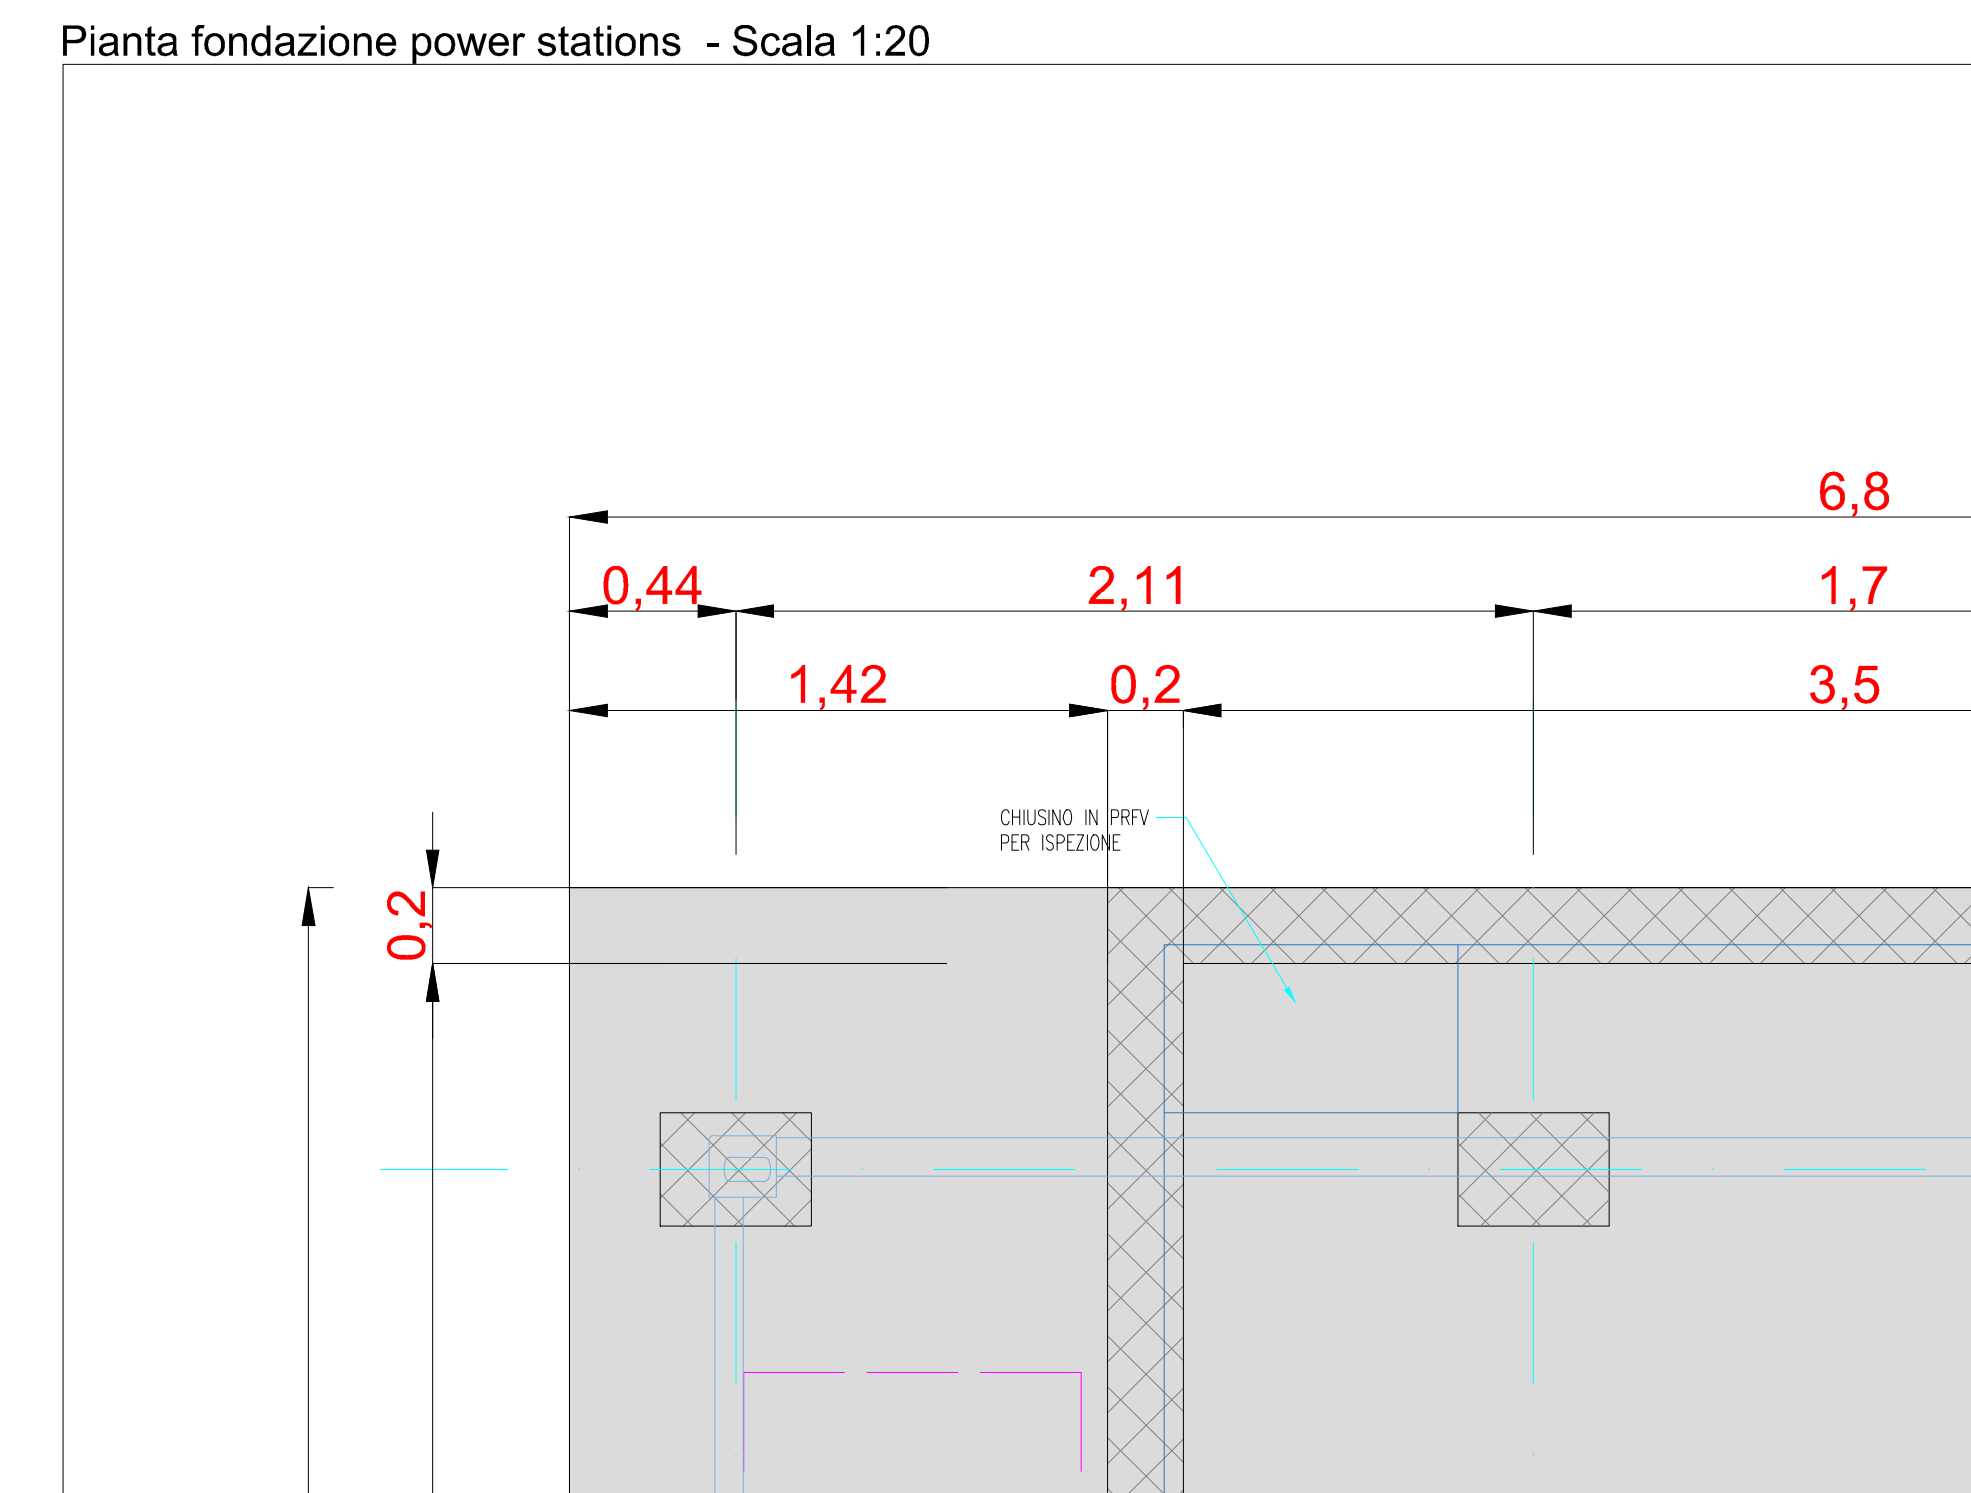 Pianta fondazione power stations - Scala 1:20
6,8
0,44
2,11
1,7
1,42
0,2
3,5
CHIUSINO IN PRFV
PER ISPEZIONE
0,2